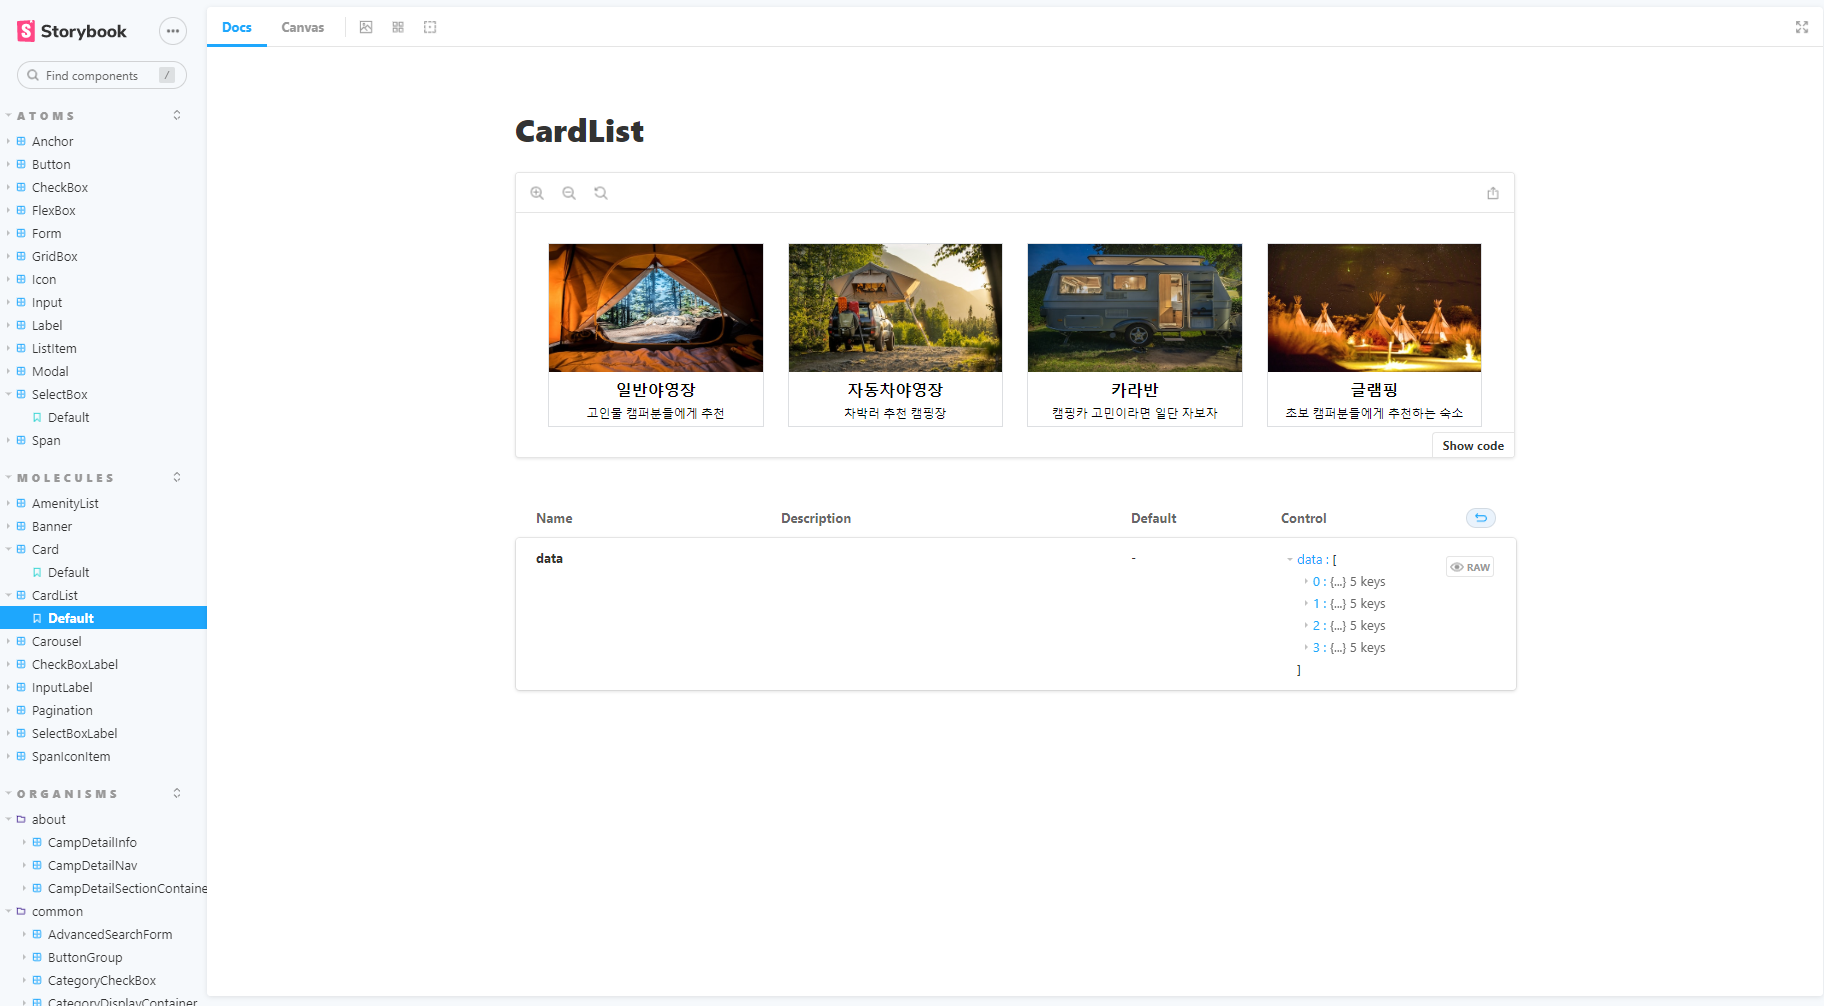 Storybook
Find components /
ATOMS
Anchor
Button
CheckBox
FlexBox
Form
GridBox
Icon
Input
Label
ListItem
Modal
SelectBox
Default
Span
MOLECULES
AmenityList
Banner
Card
Default
CardList
Default
Carousel
CheckBoxLabel
InputLabel
Pagination
SelectBoxLabel
SpanIconItem
ORGANISMS
about
CampDetailInfo
CampDetailNav
CampDetailSectionContaine
common
AdvancedSearchForm
ButtonGroup
CategoryCheckBox
CategoryDisplayContainer
Docs Canvas
CardList
일반야영장
고인물 캠퍼분들에게 추천
자동차야영장
차박러 추천 캠핑장
카라반
캠핑카 고민이라면 일단 자보자
글램핑
초보 캠퍼분들에게 추천하는 숙소
Show code
Name Description Default Control
data - data : [
RAW
0 : {...} 5 keys
1 : {...} 5 keys
2 : {...} 5 keys
3 : {...} 5 keys
]